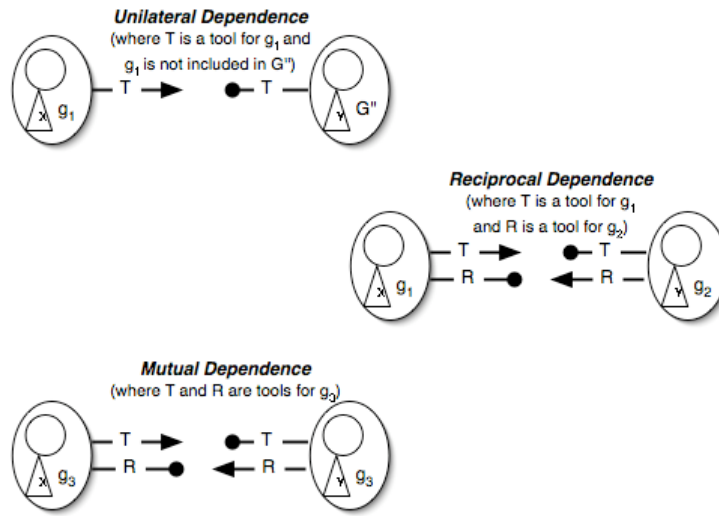 Unilateral Dependence
(where T is a tool for g₁ and
g₁ is not included in G")
T T
X g₁ Y G"
Reciprocal Dependence
(where T is a tool for g₁
and R is a tool for g₂)
T T
R R
X g₁ Y g₂
Mutual Dependence
(where T and R are tools for g₃)
T T
R R
X g₃ Y g₃